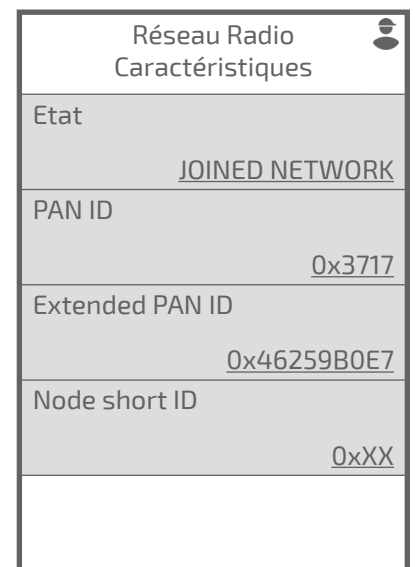 Réseau Radio
Caractéristiques
Etat
JOINED NETWORK
PAN ID
0x3717
Extended PAN ID
0x46259B0E7
Node short ID
0xXX